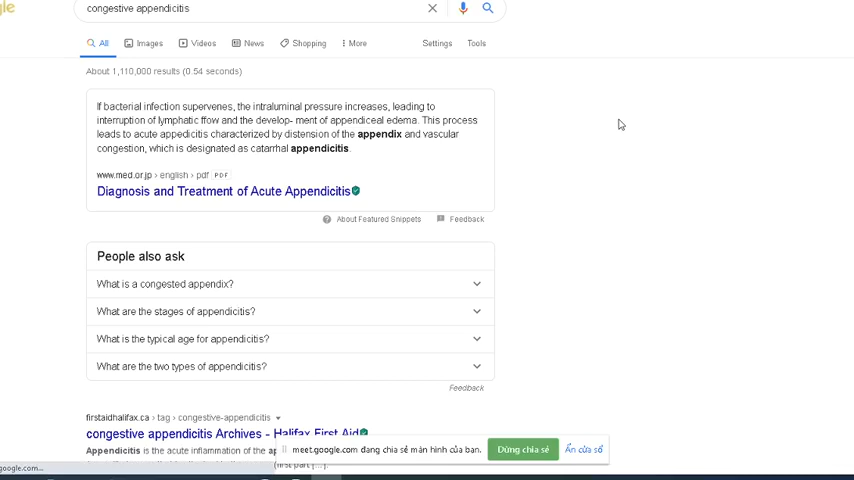 congestive appendicitis
All Images Videos News Shopping More Settings Tools
About 1,110,000 results (0.54 seconds)
If bacterial infection supervenes, the intraluminal pressure increases, leading to
interruption of lymphatic ffow and the develop- ment of appendiceal edema. This process
leads to acute appedicitis characterized by distension of the appendix and vascular
congestion, which is designated as catarrhal appendicitis.
www.med.or.jp › english › pdf PDF
Diagnosis and Treatment of Acute Appendicitis
About Featured Snippets Feedback
People also ask
What is a congested appendix?
What are the stages of appendicitis?
What is the typical age for appendicitis?
What are the two types of appendicitis?
Feedback
firstaidhalifax.ca › tag › congestive-appendicitis
congestive appendicitis Archives - Halifax First Aid
Appendicitis is the acute inflammation of the
meet.google.com đang chia sẻ màn hình của bạn. Dừng chia sẻ Ẩn cửa sổ
(first part [...].
google.com...